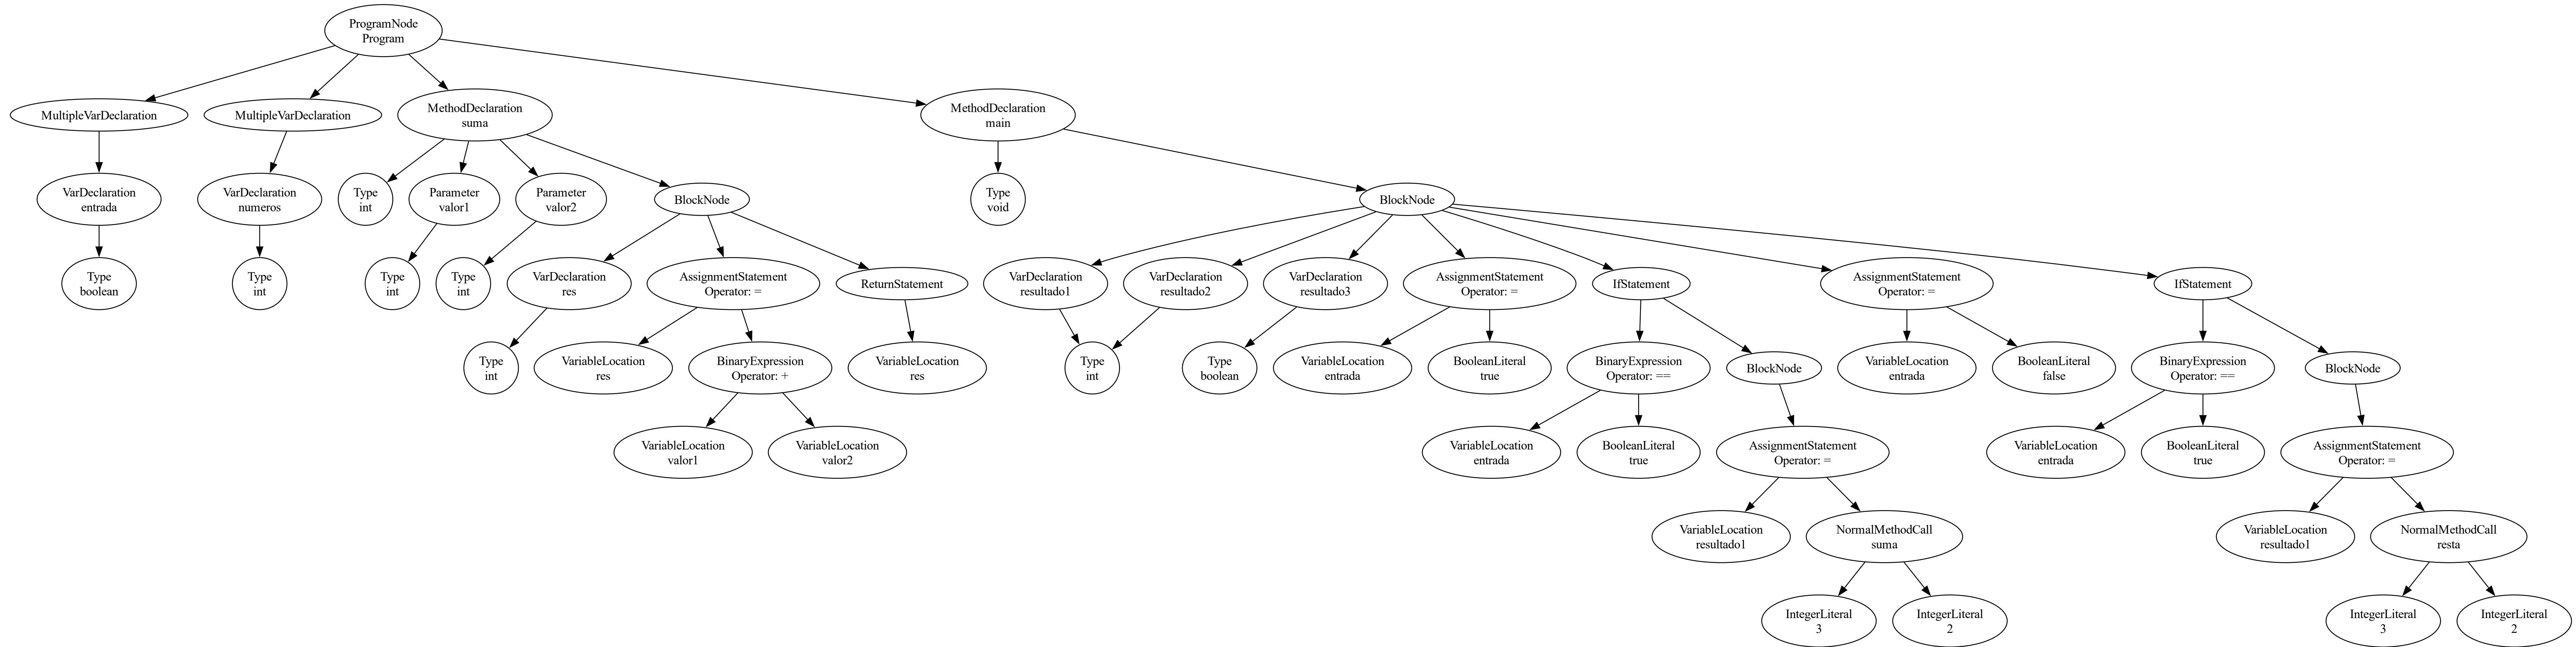 ProgramNode
Program
MultipleVarDeclaration
MultipleVarDeclaration
MethodDeclaration
suma
MethodDeclaration
main
VarDeclaration
entrada
VarDeclaration
numeros
Type
int
Parameter
valor1
Parameter
valor2
BlockNode
Type
void
BlockNode
Type
boolean
Type
int
Type
int
Type
int
VarDeclaration
res
AssignmentStatement
Operator: =
ReturnStatement
VarDeclaration
resultado1
VarDeclaration
resultado2
VarDeclaration
resultado3
AssignmentStatement
Operator: =
IfStatement
AssignmentStatement
Operator: =
IfStatement
Type
int
VariableLocation
res
BinaryExpression
Operator: +
VariableLocation
res
Type
int
Type
boolean
VariableLocation
entrada
BooleanLiteral
true
BinaryExpression
Operator: ==
BlockNode
VariableLocation
entrada
BooleanLiteral
false
BinaryExpression
Operator: ==
BlockNode
VariableLocation
valor1
VariableLocation
valor2
VariableLocation
entrada
BooleanLiteral
true
AssignmentStatement
Operator: =
VariableLocation
entrada
BooleanLiteral
true
AssignmentStatement
Operator: =
VariableLocation
resultado1
NormalMethodCall
suma
VariableLocation
resultado1
NormalMethodCall
resta
IntegerLiteral
3
IntegerLiteral
2
IntegerLiteral
3
IntegerLiteral
2